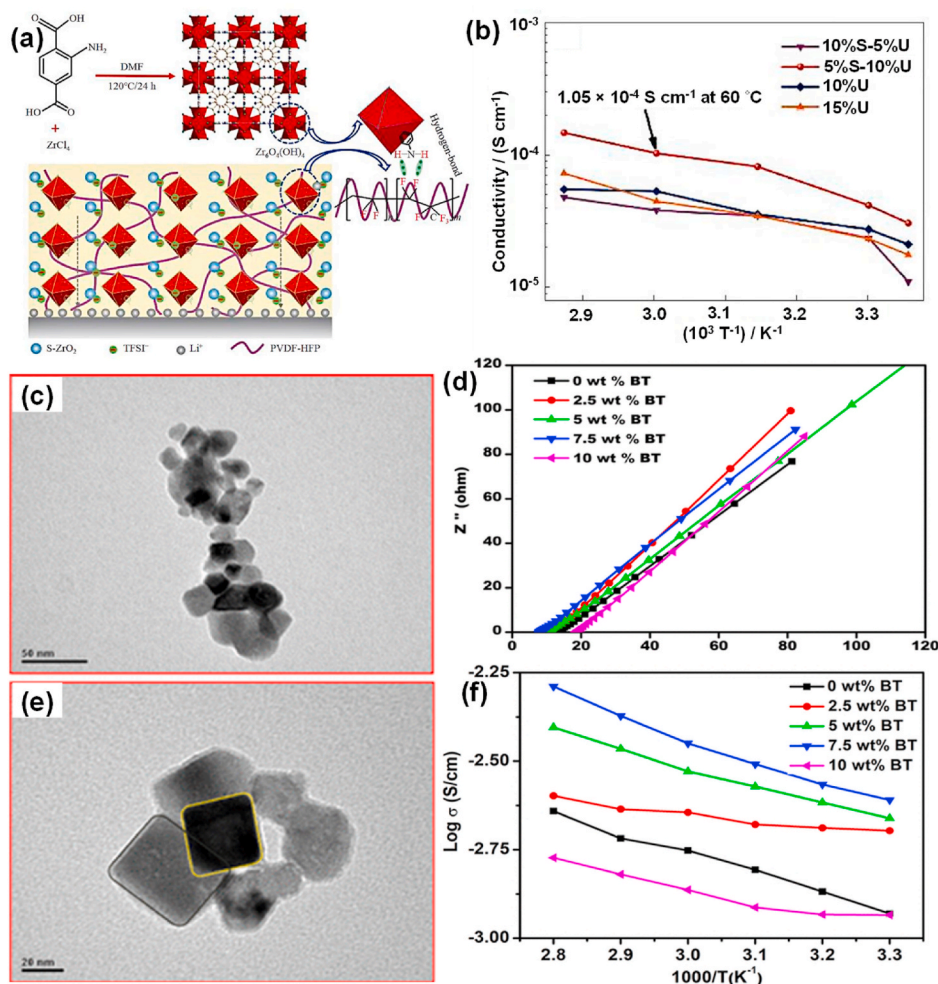 (a)
OH
O
NH₂
HO
O
+
ZrCl₄
DMF
120°C/24 h
Zr₆O₄(OH)₄
Hydrogen-bond
H N H
F F
F F C F₃
n m
S-ZrO₂ TFSI⁻ Li⁺ PVDF-HFP
(b)
Conductivity / (S cm⁻¹)
10⁻³
10⁻⁴
10⁻⁵
10%S-5%U
5%S-10%U
10%U
15%U
1.05 × 10⁻⁴ S cm⁻¹ at 60 °C
2.9 3.0 3.1 3.2 3.3
(10³ T⁻¹) / K⁻¹
(c)
50 nm
(d)
Z'' (ohm)
120
100
80
60
40
20
0
0 wt % BT
2.5 wt % BT
5 wt % BT
7.5 wt % BT
10 wt % BT
0 20 40 60 80 100 120
(e)
20 nm
(f)
Log σ (S/cm)
-2.25
-2.50
-2.75
-3.00
0 wt% BT
2.5 wt% BT
5 wt% BT
7.5 wt% BT
10 wt% BT
2.8 2.9 3.0 3.1 3.2 3.3
1000/T(K⁻¹)